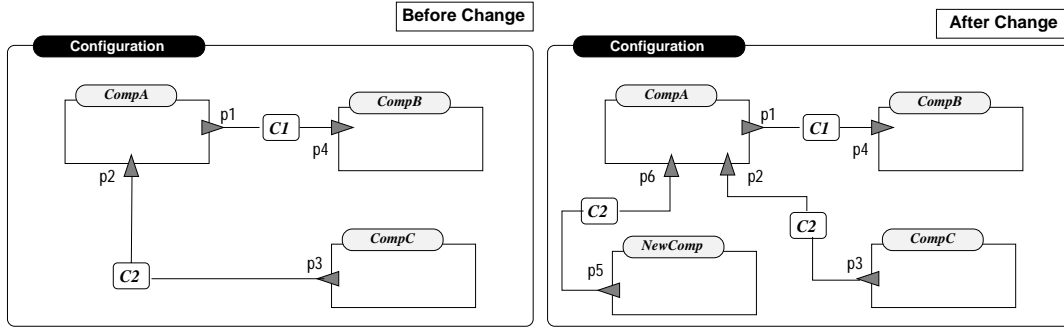 Before Change
Configuration
CompA
CompB
p1
C1
p4
p2
CompC
p3
C2
After Change
Configuration
CompA
CompB
p1
C1
p4
p6
p2
C2
C2
NewComp
CompC
p5
p3